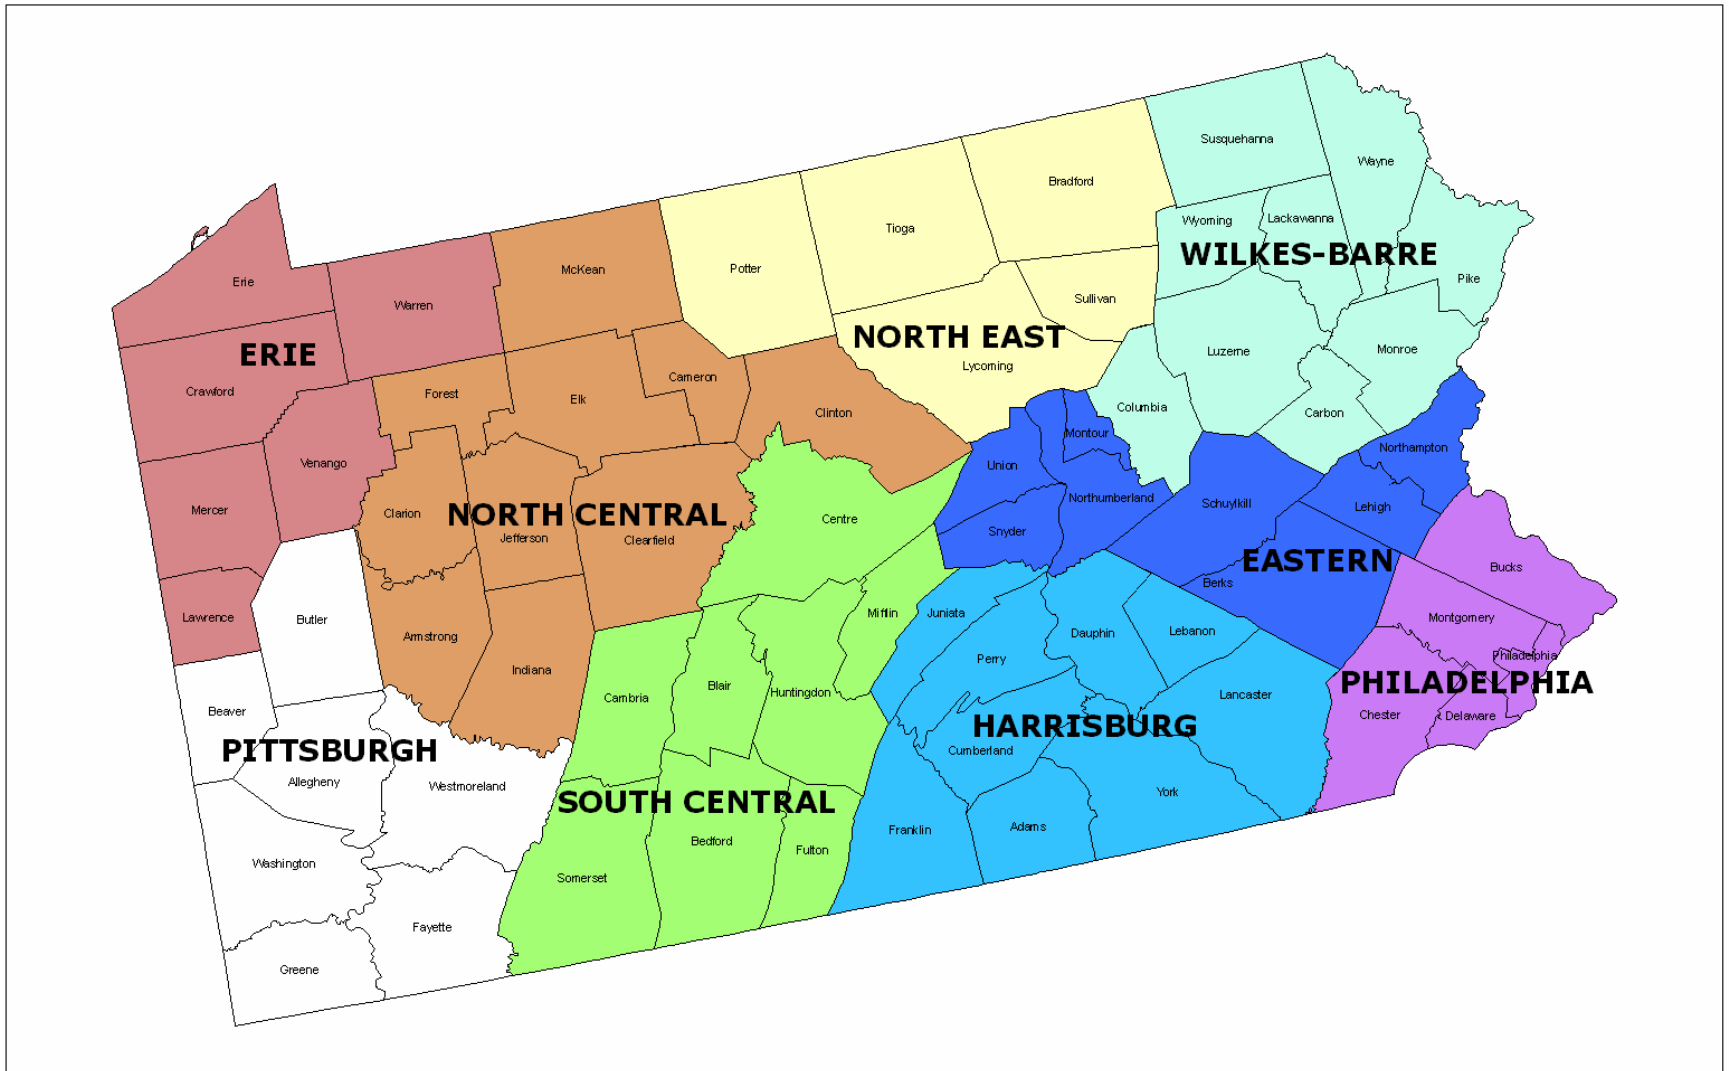 Susquehanna
Wayne
Bradford
Wyoming
Lackawanna
Tioga
WILKES-BARRE
Potter
McKean
Pike
Erie
Sullivan
Warren
NORTH EAST
ERIE
Luzerne
Monroe
Lycoming
Cameron
Crawford
Forest
Elk
Columbia
Clinton
Carbon
Montour
Northampton
Venango
Union
Northumberland
Schuylkill
Lehigh
Mercer
Clarion
NORTH CENTRAL
Centre
Jefferson
Clearfield
Snyder
EASTERN
Bucks
Berks
Mifflin
Juniata
Lawrence
Butler
Montgomery
Armstrong
Dauphin
Lebanon
Philadelphia
Perry
Indiana
PHILADELPHIA
Blair
Huntingdon
Cambria
Lancaster
Beaver
Chester
Delaware
HARRISBURG
PITTSBURGH
Cumberland
Allegheny
Westmoreland
York
SOUTH CENTRAL
Franklin
Adams
Bedford
Fulton
Washington
Somerset
Fayette
Greene